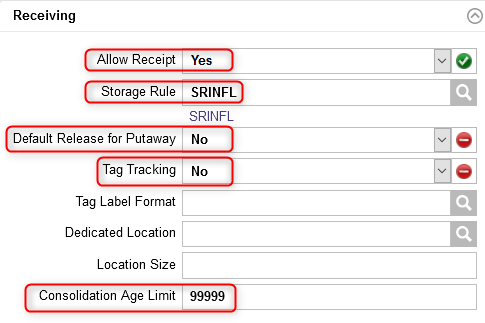 Receiving
Allow Receipt Yes
Storage Rule SRINFL
SRINFL
Default Release for Putaway No
Tag Tracking No
Tag Label Format
Dedicated Location
Location Size
Consolidation Age Limit 99999